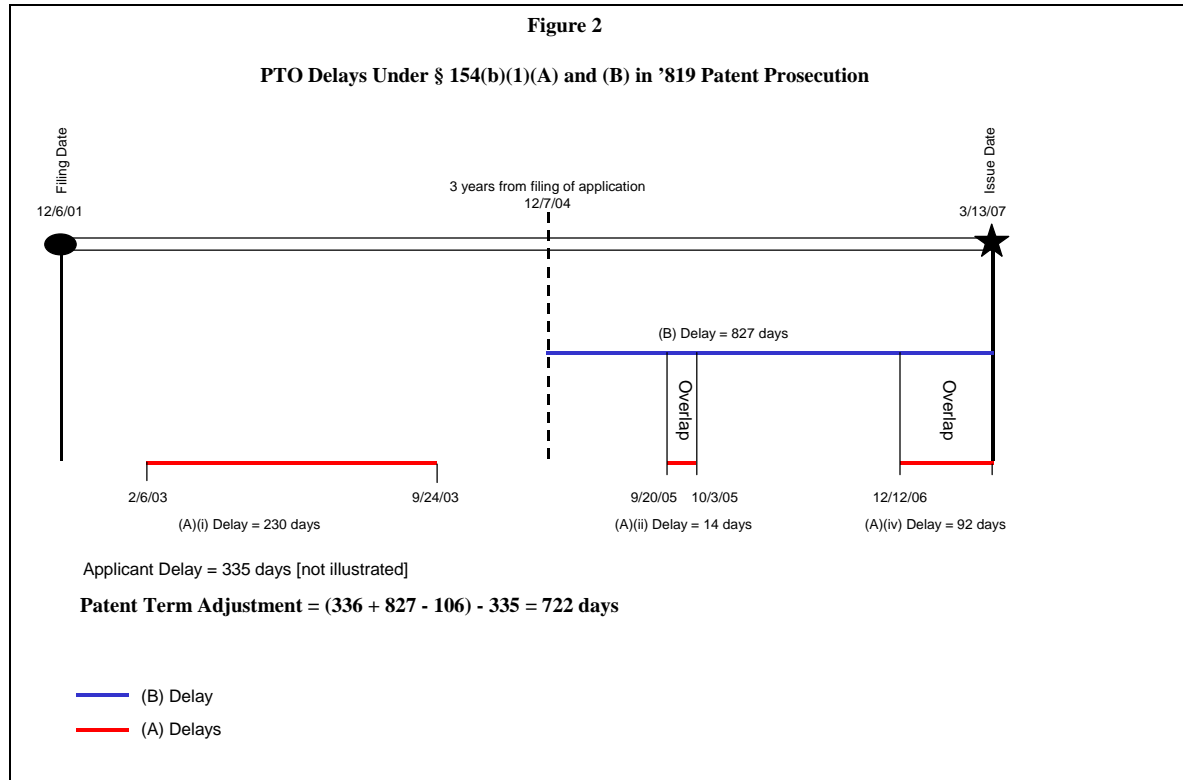 Figure 2
PTO Delays Under § 154(b)(1)(A) and (B) in ’819 Patent Prosecution
Filing Date
12/6/01
3 years from filing of application
12/7/04
Issue Date
3/13/07
(B) Delay = 827 days
Overlap
Overlap
2/6/03
9/24/03
9/20/05
10/3/05
12/12/06
(A)(i) Delay = 230 days
(A)(ii) Delay = 14 days
(A)(iv) Delay = 92 days
Applicant Delay = 335 days [not illustrated]
Patent Term Adjustment = (336 + 827 - 106) - 335 = 722 days
(B) Delay
(A) Delays